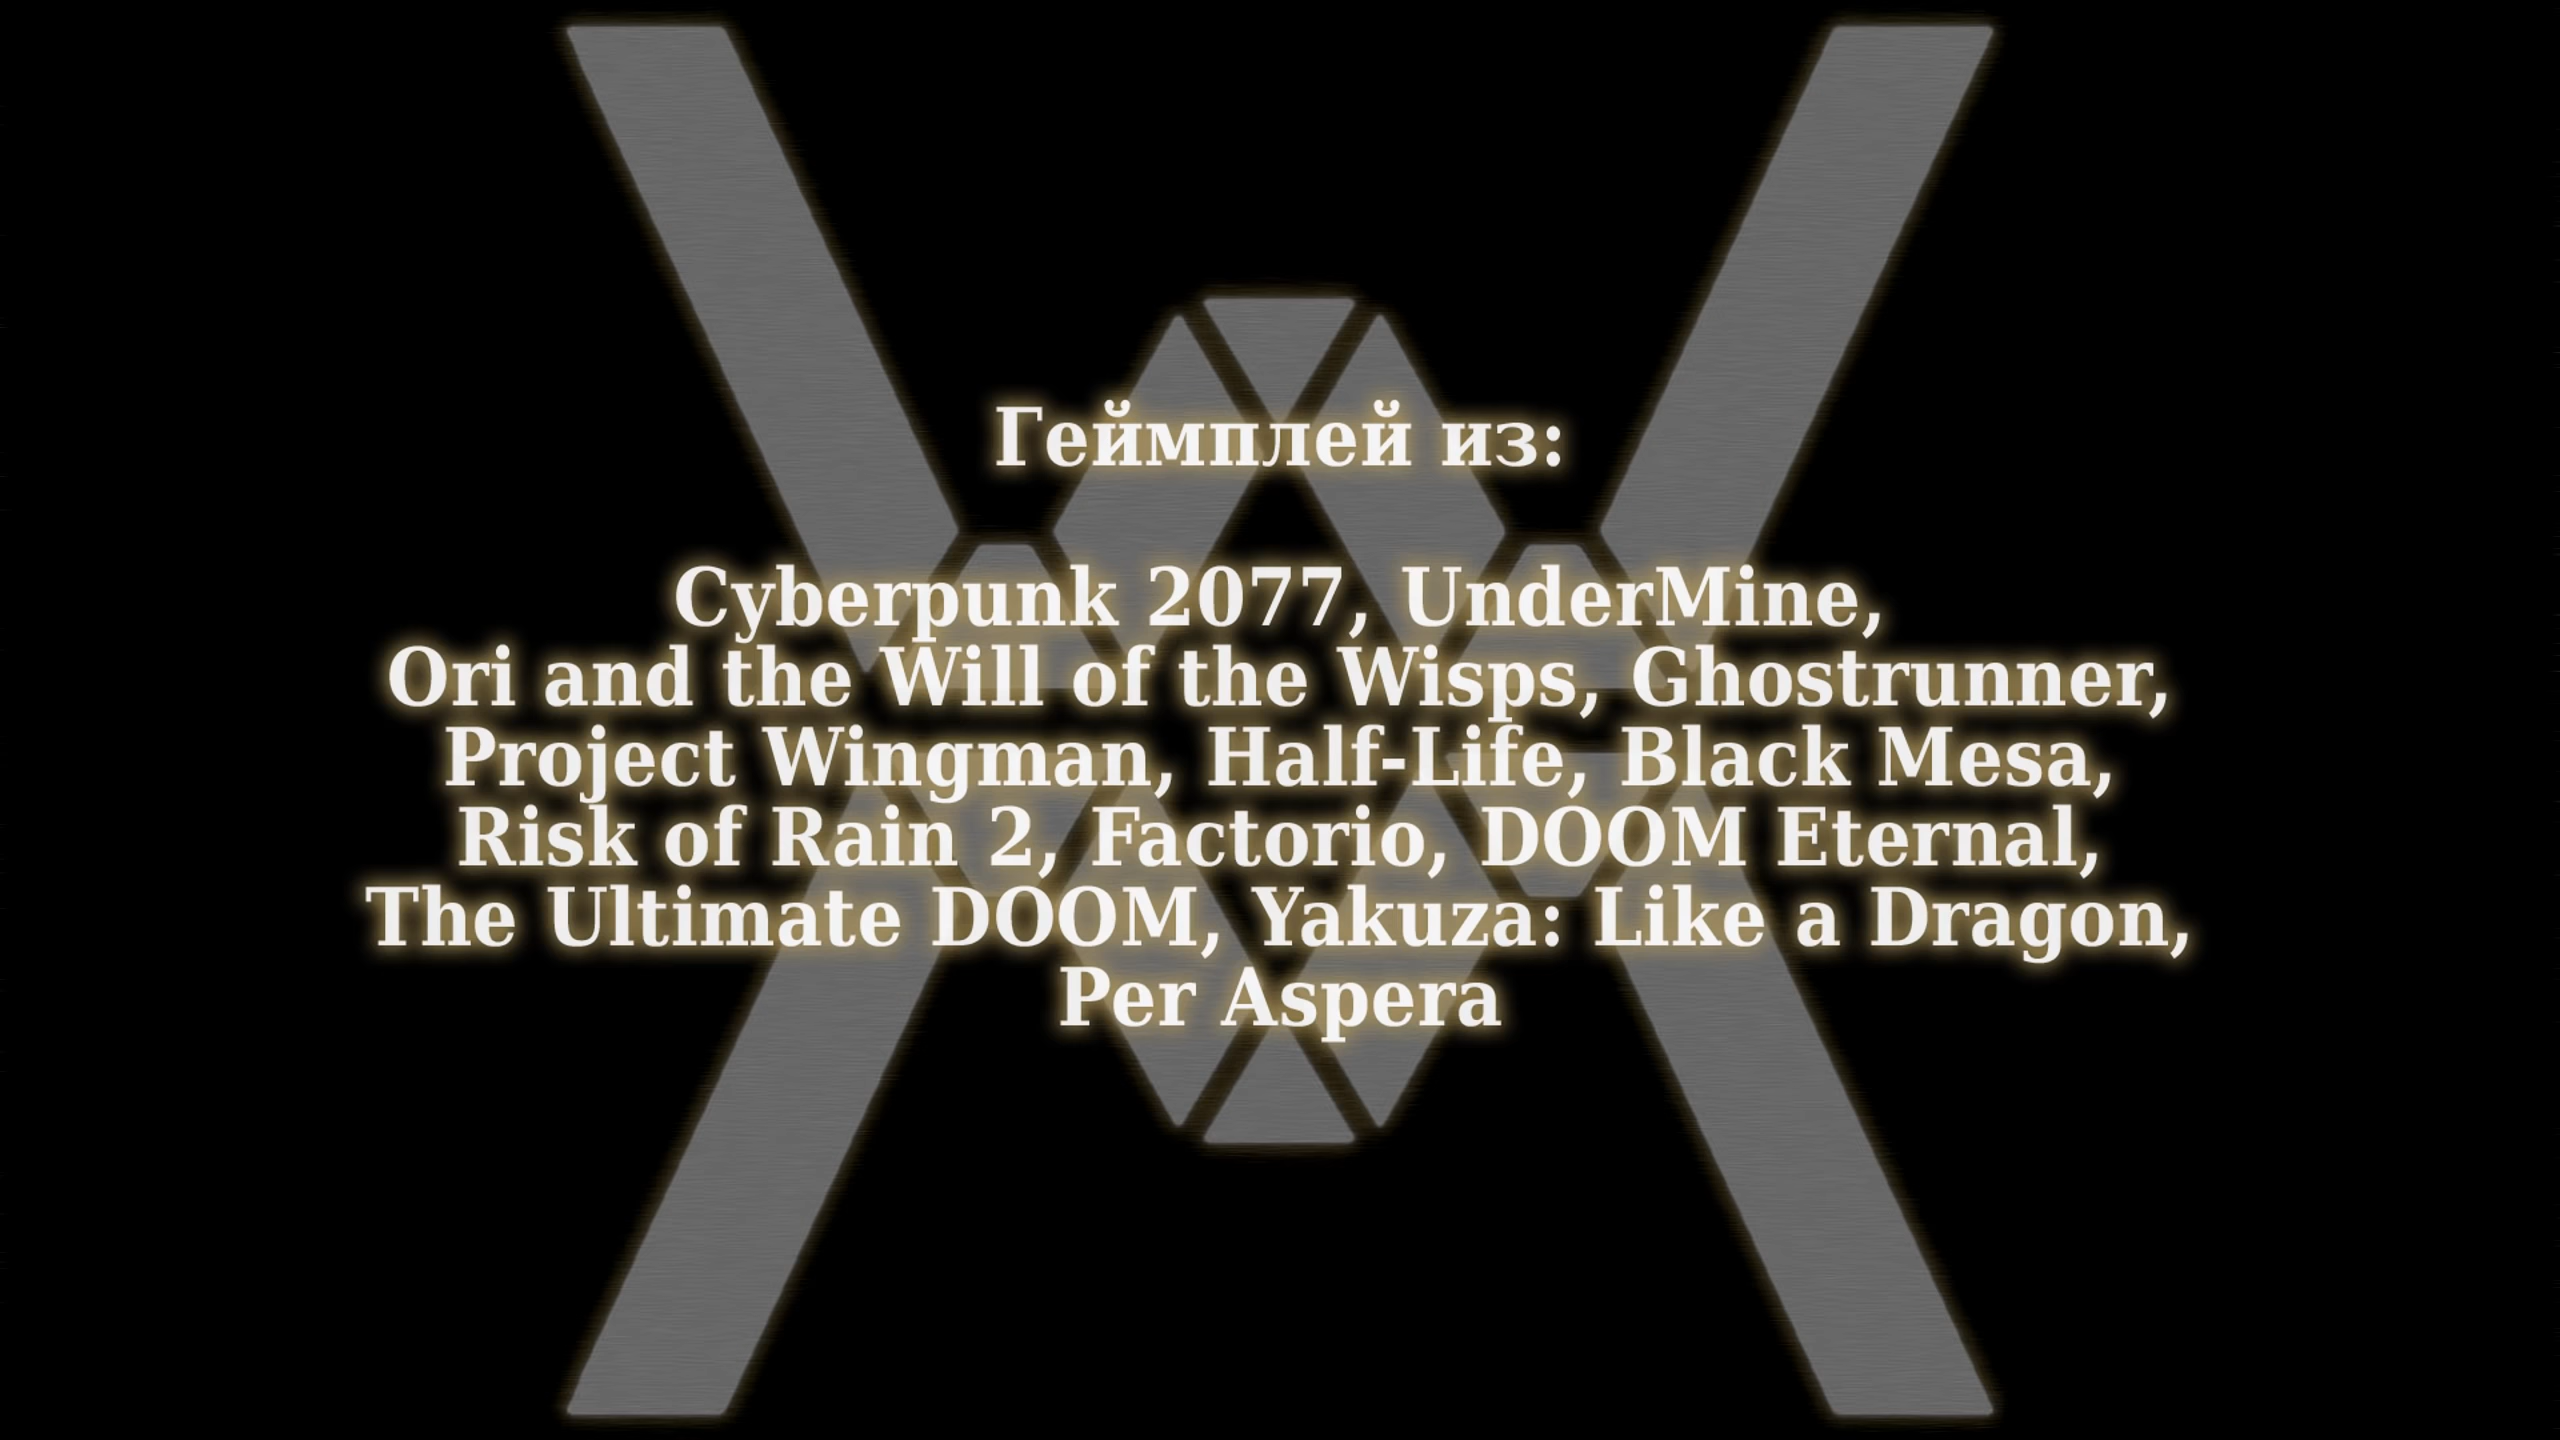 Геймплей из:
Cyberpunk 2077, UnderMine,
Ori and the Will of the Wisps, Ghostrunner,
Project Wingman, Half-Life, Black Mesa,
Risk of Rain 2, Factorio, DOOM Eternal,
The Ultimate DOOM, Yakuza: Like a Dragon,
Per Aspera